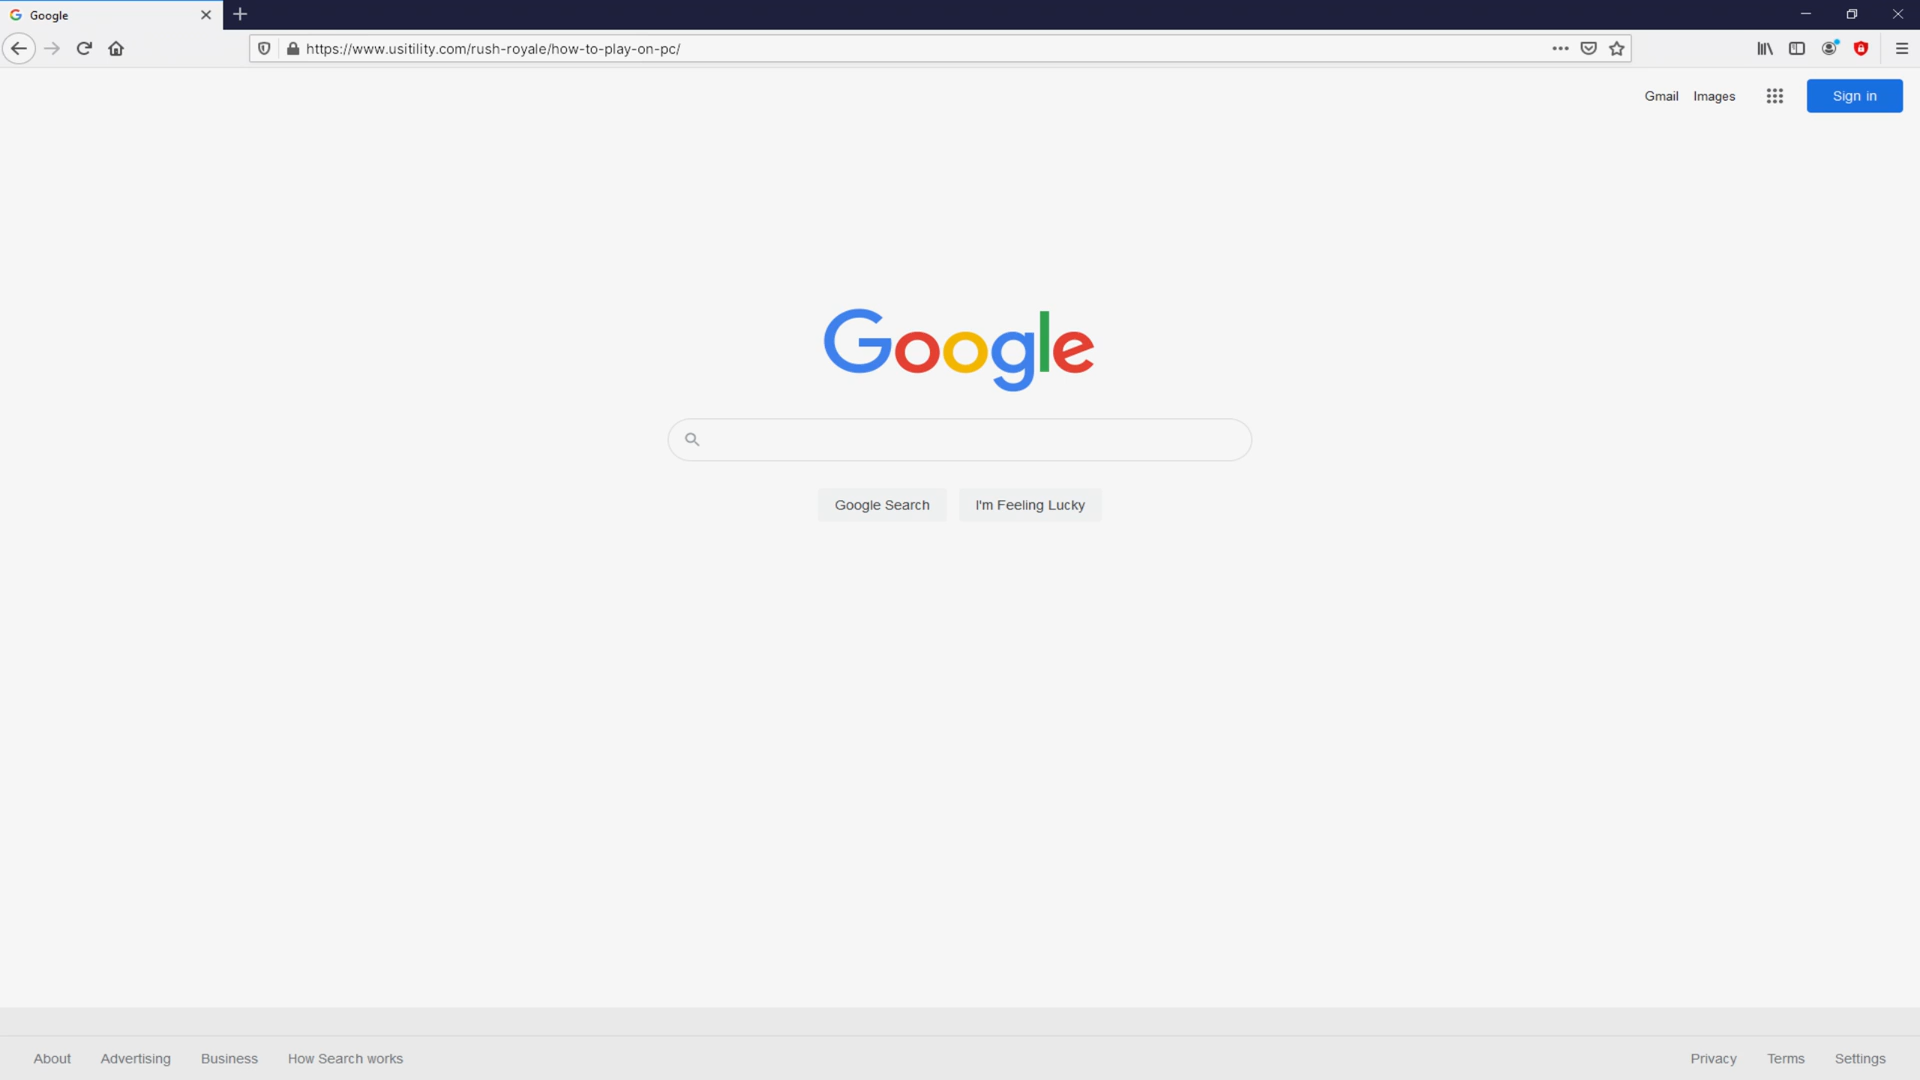 Google
https://www.usitility.com/rush-royale/how-to-play-on-pc/
Gmail Images Sign in
Google
Google Search I'm Feeling Lucky
About Advertising Business How Search works Privacy Terms Settings